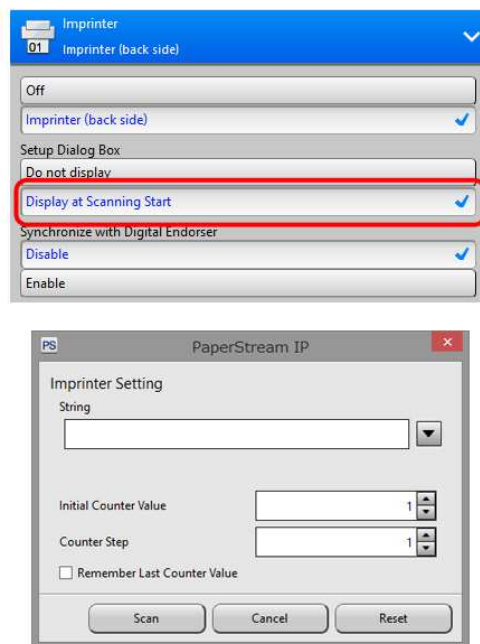 Imprinter
01 Imprinter (back side)
Off
Imprinter (back side)
Setup Dialog Box
Do not display
Display at Scanning Start
Synchronize with Digital Endorser
Disable
Enable
PS PaperStream IP
Imprinter Setting
String
Initial Counter Value 1
Counter Step 1
Remember Last Counter Value
Scan Cancel Reset